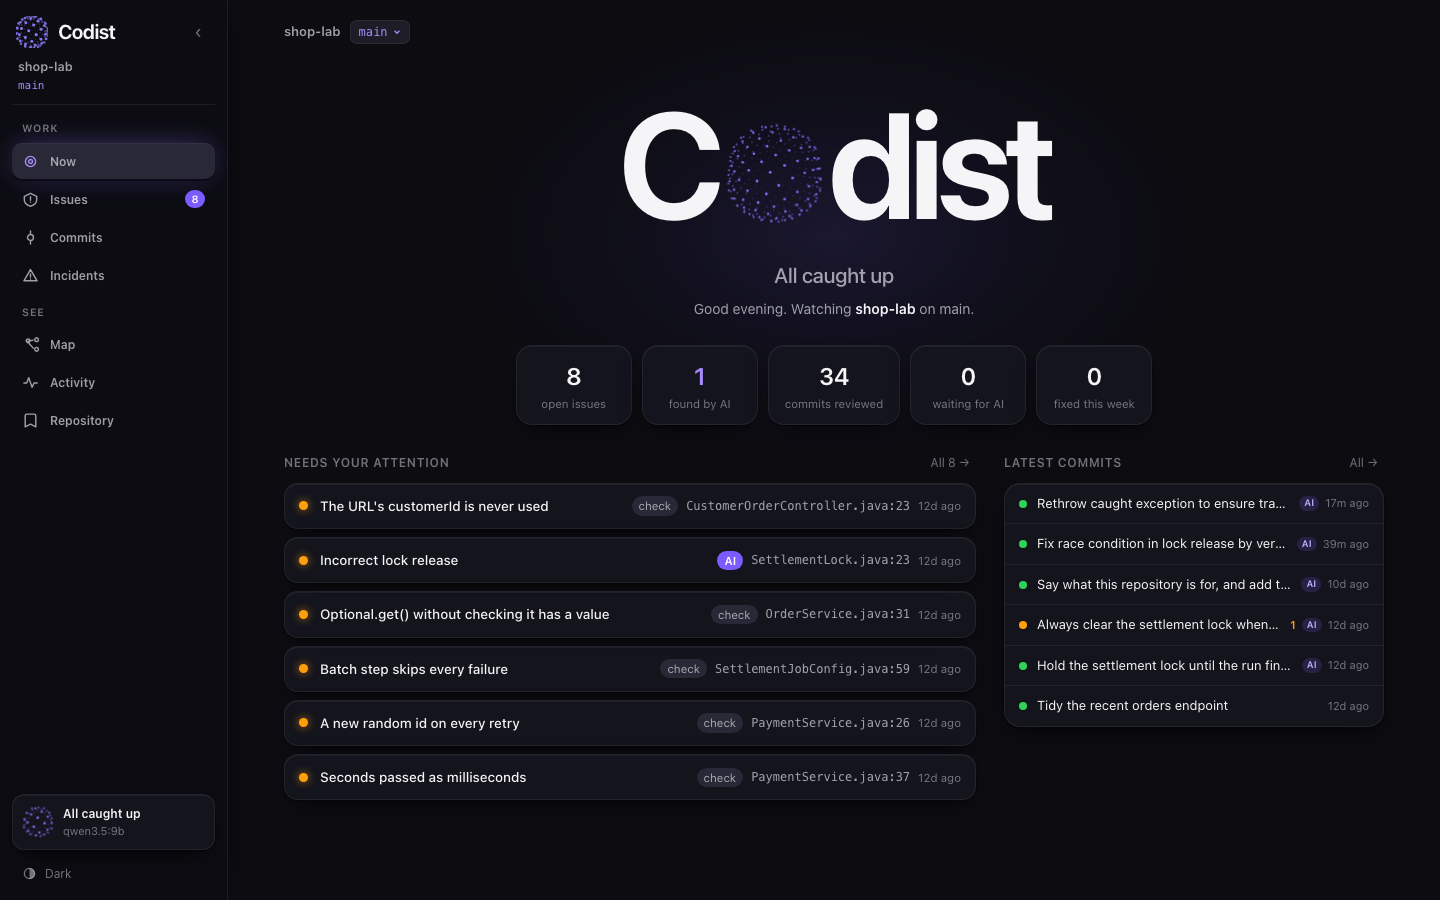 Codist
shop-lab
main
WORK
Now
Issues 8
Commits
Incidents
SEE
Map
Activity
Repository
All caught up
qwen3.5:9b
Dark
shop-lab main
Codist
All caught up
Good evening. Watching shop-lab on main.
8 open issues
1 found by AI
34 commits reviewed
0 waiting for AI
0 fixed this week
NEEDS YOUR ATTENTION All 8 →
The URL's customerId is never used check CustomerOrderController.java:23 12d ago
Incorrect lock release AI SettlementLock.java:23 12d ago
Optional.get() without checking it has a value check OrderService.java:31 12d ago
Batch step skips every failure check SettlementJobConfig.java:59 12d ago
A new random id on every retry check PaymentService.java:26 12d ago
Seconds passed as milliseconds check PaymentService.java:37 12d ago
LATEST COMMITS All →
Rethrow caught exception to ensure tra... AI 17m ago
Fix race condition in lock release by ver... AI 39m ago
Say what this repository is for, and add t... AI 10d ago
Always clear the settlement lock when... 1 AI 12d ago
Hold the settlement lock until the run fin... AI 12d ago
Tidy the recent orders endpoint 12d ago